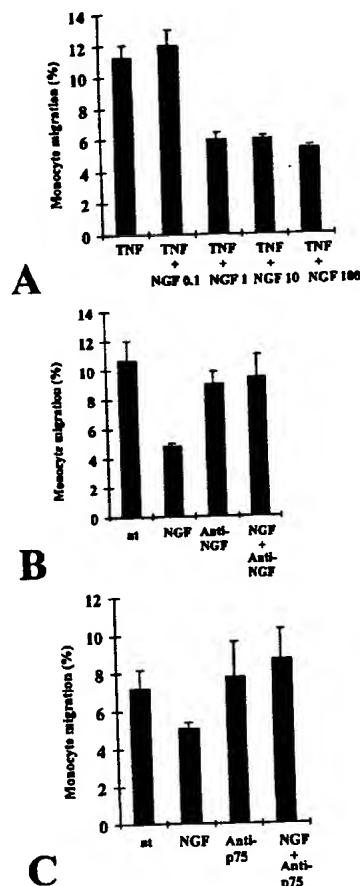 14
12
10
8
6
4
2
0
Monocyte migration (%)
TNF TNF TNF TNF TNF
+ + + +
NGF 0.1 NGF 1 NGF 10 NGF 100
A
14
12
10
8
6
4
2
0
Monocyte migration (%)
nt NGF Anti- NGF
NGF +
Anti-
NGF
B
12
10
8
6
4
2
0
Monocyte migration (%)
nt NGF Anti- NGF
p75 +
Anti-
p75
C